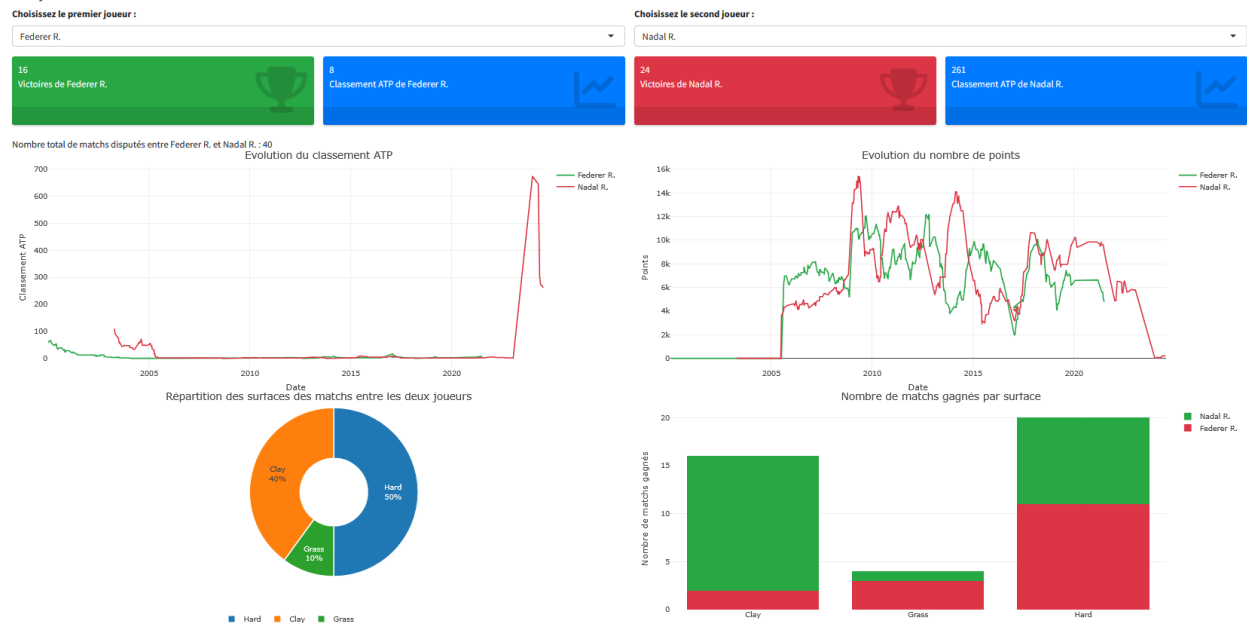 Choisissez le premier joueur :
Choisissez le second joueur :
Federer R.
Nadal R.
16
Victoires de Federer R.
8
Classement ATP de Federer R.
24
Victoires de Nadal R.
261
Classement ATP de Nadal R.
Nombre total de matchs disputés entre Federer R. et Nadal R. : 40
Evolution du classement ATP
700
600
500
400
300
200
100
0
Classement ATP
2005
2010
2015
2020
Date
Federer R.
Nadal R.
Evolution du nombre de points
16k
14k
12k
10k
8k
6k
4k
2k
0
Points
2005
2010
2015
2020
Date
Federer R.
Nadal R.
Répartition des surfaces des matchs entre les deux joueurs
Clay
40%
Hard
50%
Grass
10%
Hard
Clay
Grass
Nombre de matchs gagnés par surface
20
15
10
5
0
Nombre de matchs gagnés
Clay
Grass
Hard
Nadal R.
Federer R.